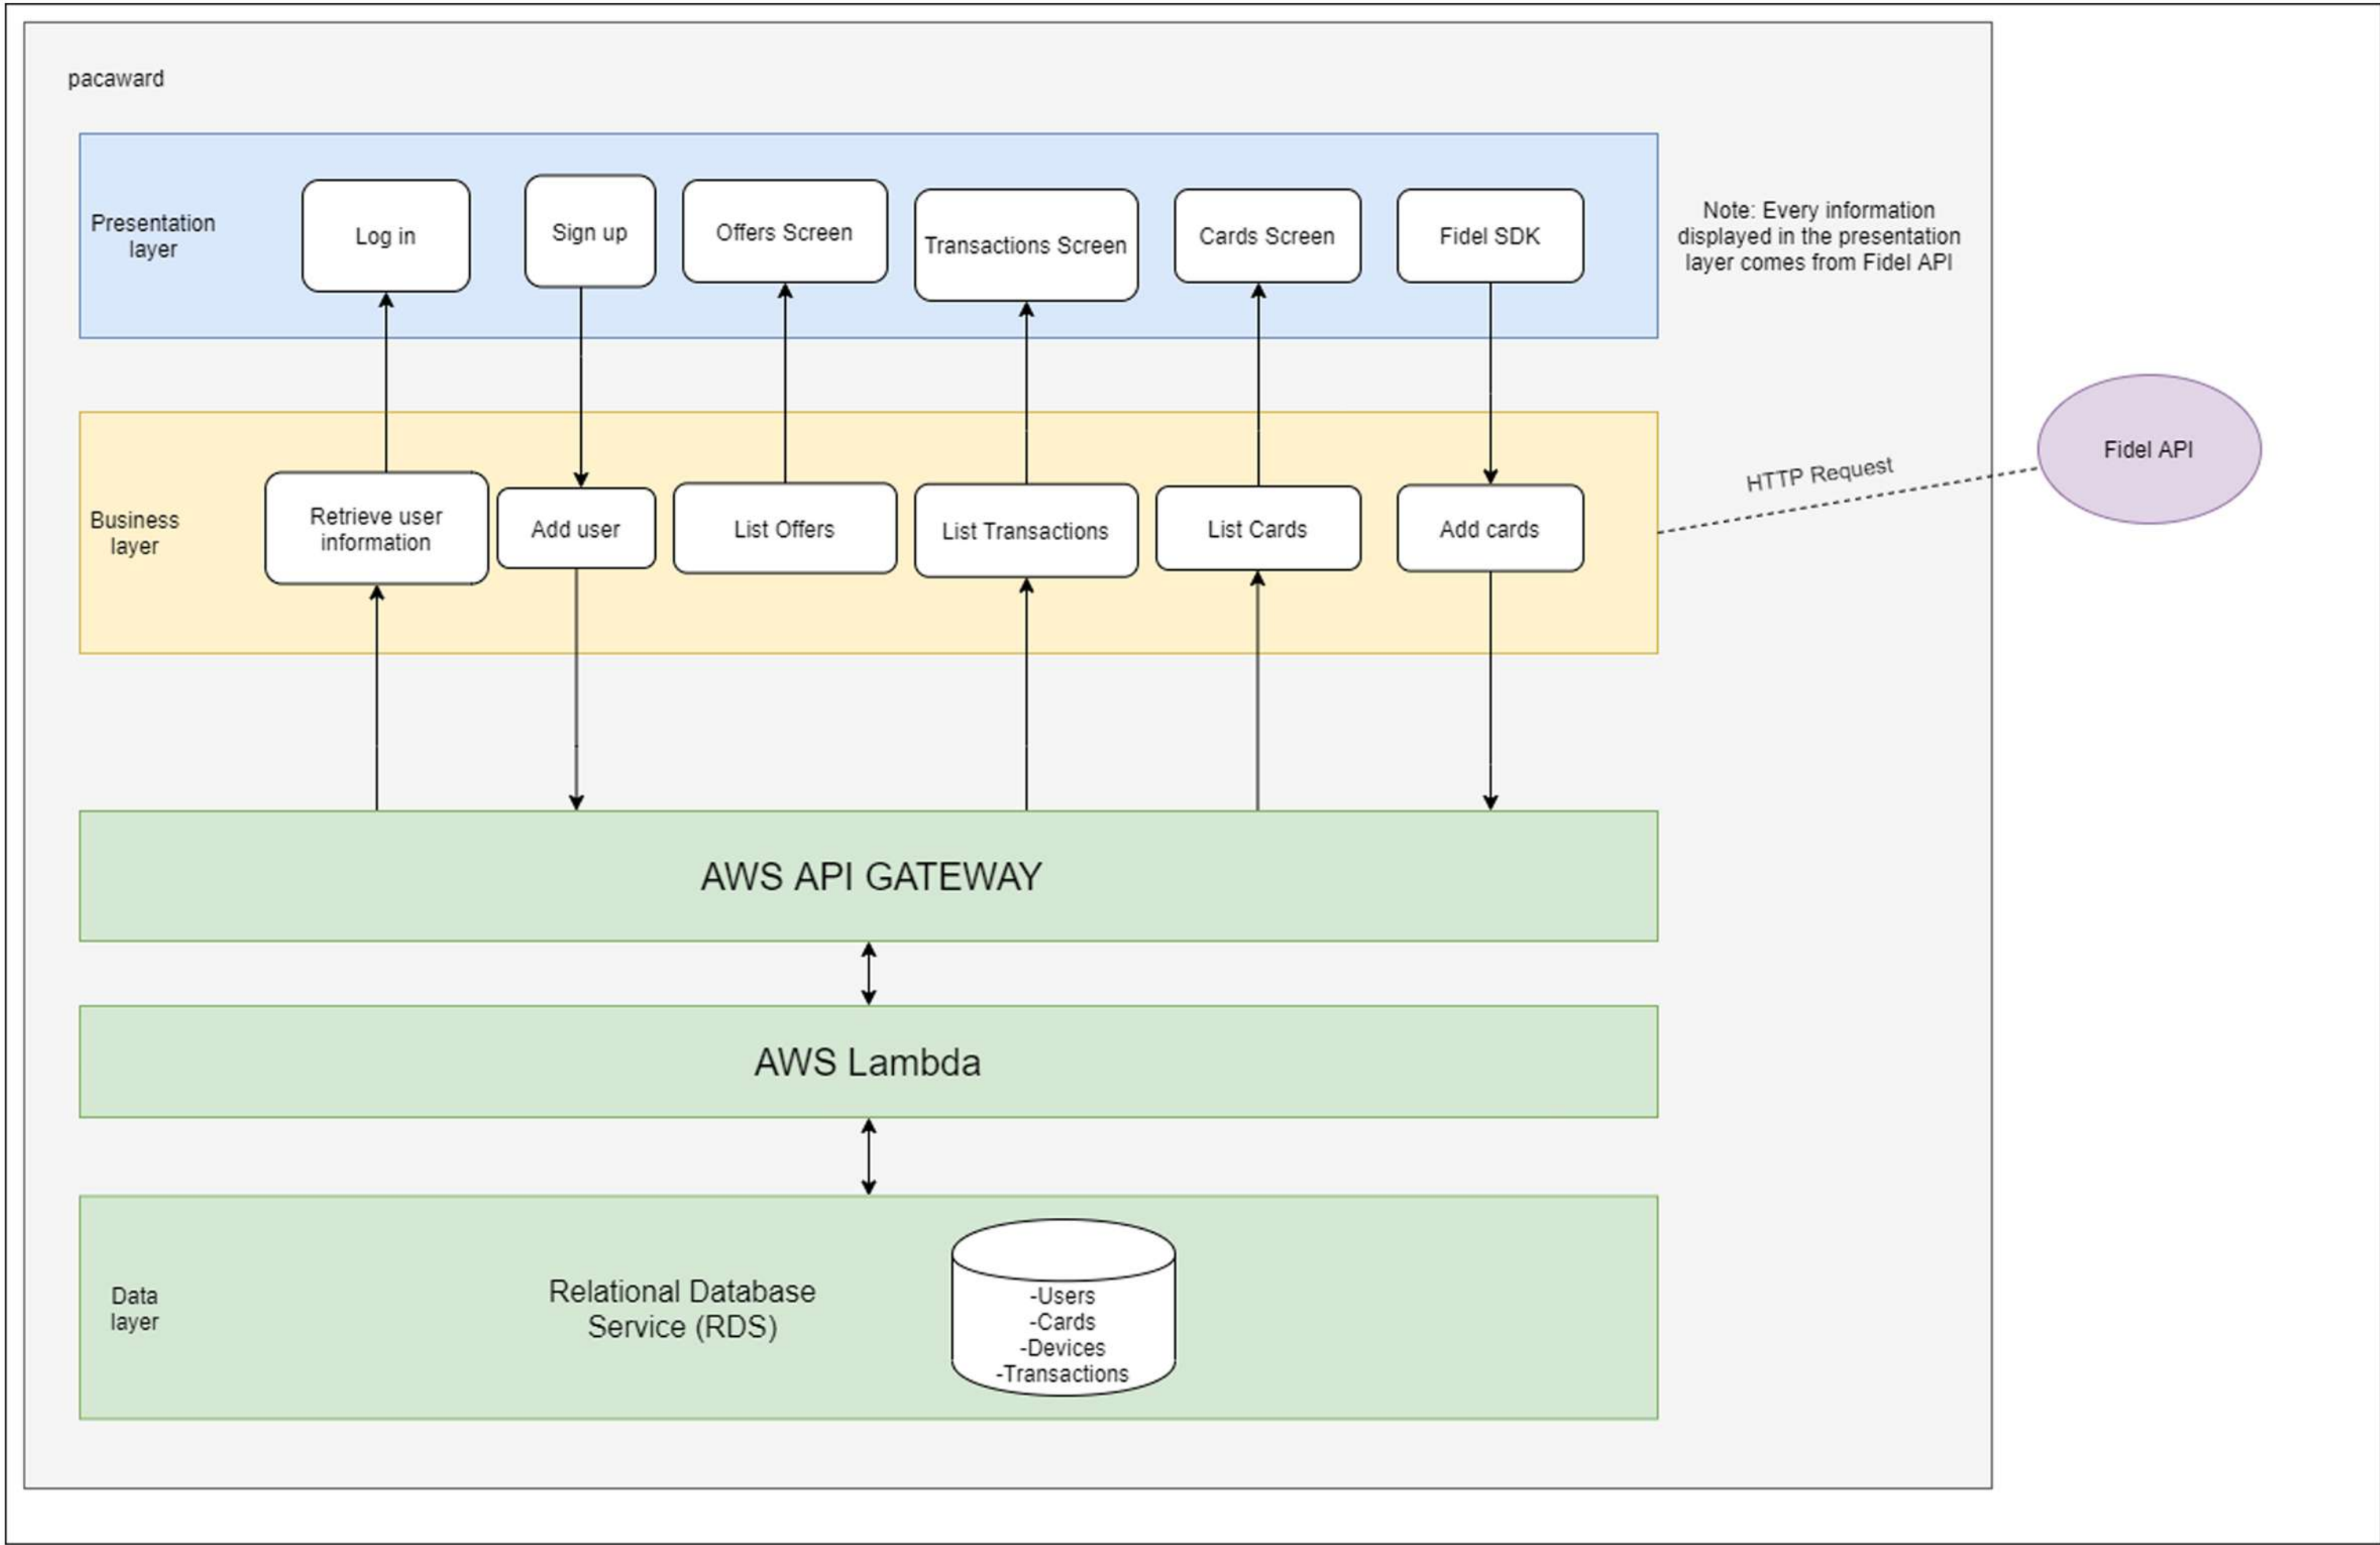 pacaward
Presentation
layer
Log in
Sign up
Offers Screen
Transactions Screen
Cards Screen
Fidel SDK
Note: Every information
displayed in the presentation
layer comes from Fidel API
Business
layer
Retrieve user
information
Add user
List Offers
List Transactions
List Cards
Add cards
HTTP Request
Fidel API
AWS API GATEWAY
AWS Lambda
Data
layer
Relational Database
Service (RDS)
-Users
-Cards
-Devices
-Transactions